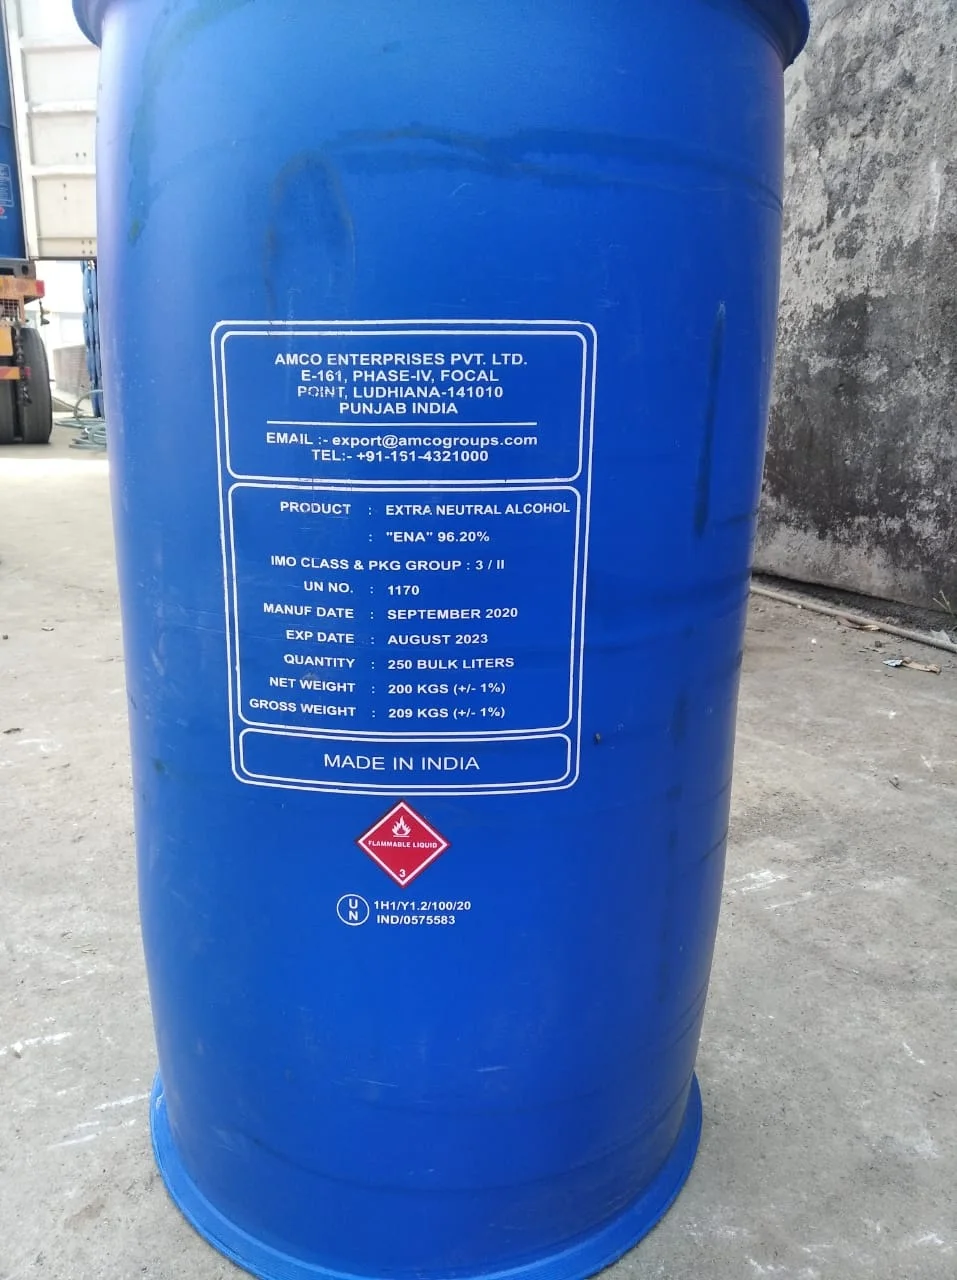 AMCO ENTERPRISES PVT. LTD.
E-161, PHASE-IV, FOCAL
POINT, LUDHIANA-141010
PUNJAB INDIA
EMAIL :- export@amcogroups.com
TEL:- +91-161-4321000
PRODUCT : EXTRA NEUTRAL ALCOHOL
: "ENA" 96.20%
IMO CLASS & PKG GROUP : 3 / II
UN NO. : 1170
MANUF DATE : SEPTEMBER 2020
EXP DATE : AUGUST 2023
QUANTITY : 250 BULK LITERS
NET WEIGHT : 200 KGS (+/- 1%)
GROSS WEIGHT : 209 KGS (+/- 1%)
MADE IN INDIA
FLAMMABLE LIQUID
3
UN 1H1/Y1.2/100/20
IND/0575583